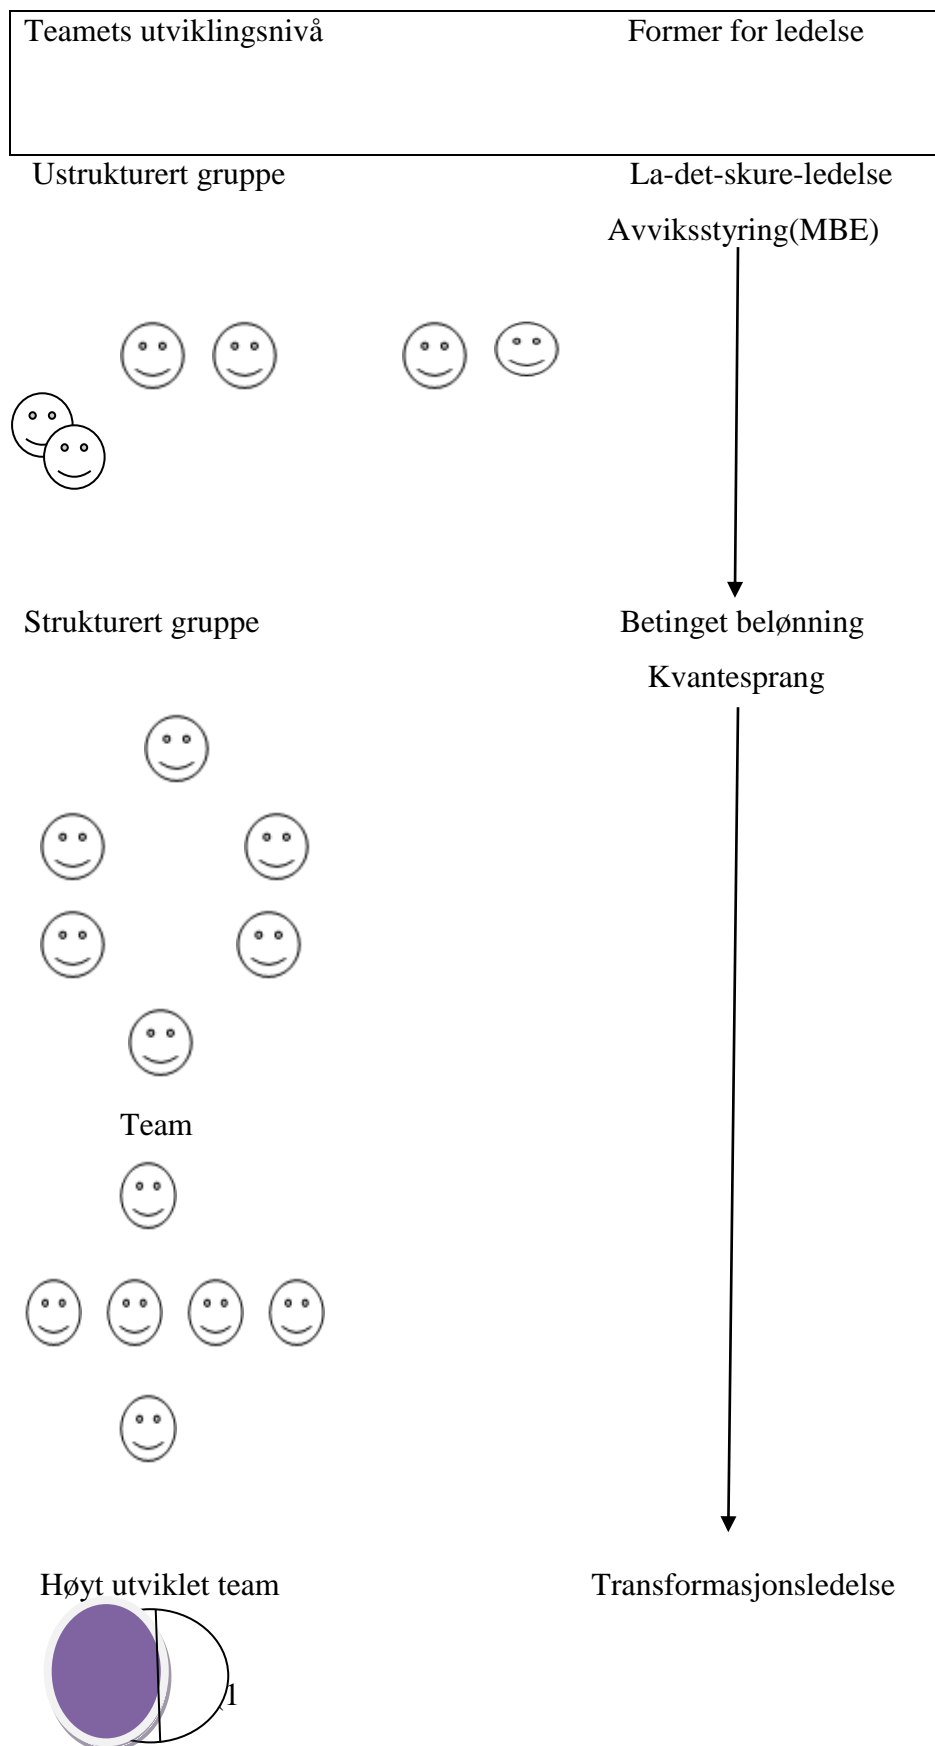 Teamets utviklingsnivå Former for ledelse
Ustrukturert gruppe La-det-skure-ledelse
Avviksstyring(MBE)
Strukturert gruppe Betinget belønning
Kvantesprang
Team
Høyt utviklet team Transformasjonsledelse